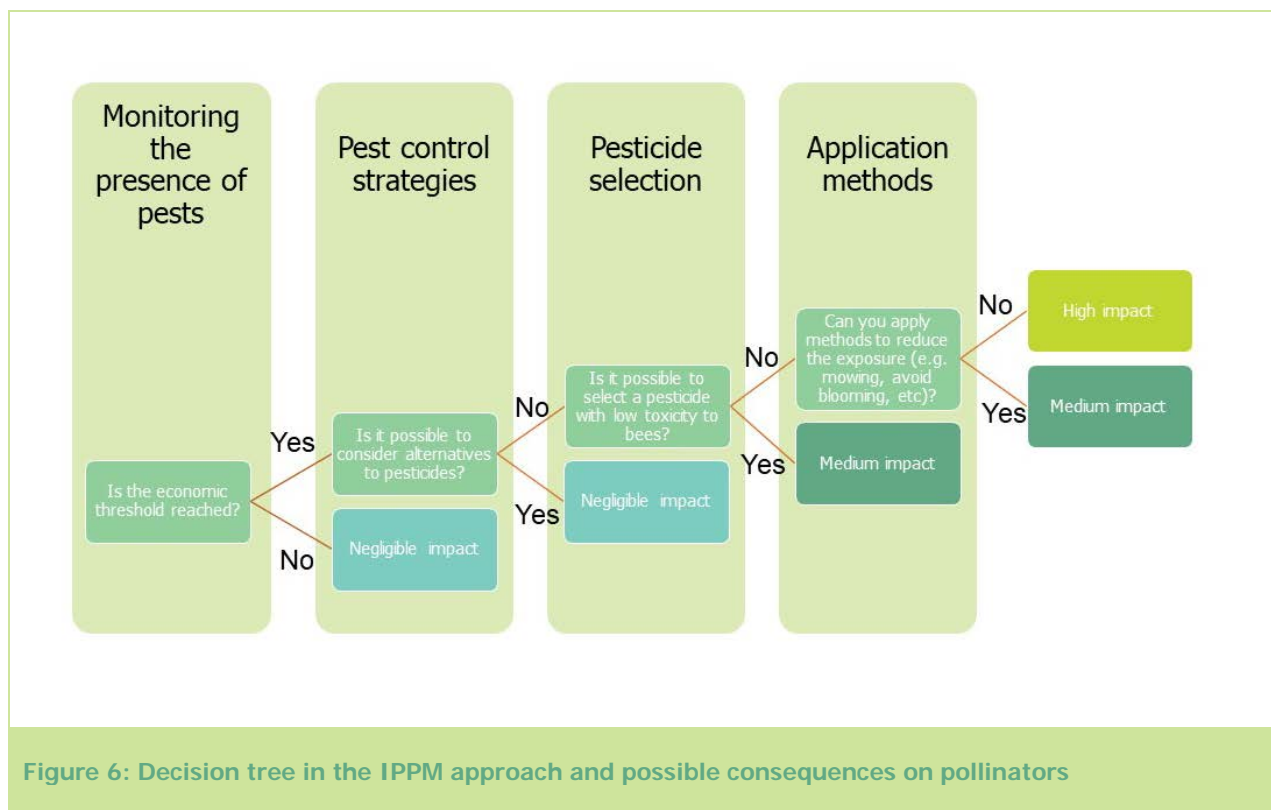 Monitoring
the
presence of
pests
Pest control
strategies
Pesticide
selection
Application
methods
Is the economic
threshold reached?
Yes
No
Is it possible to
consider alternatives
to pesticides?
Negligible impact
No
Yes
Is it possible to
select a pesticide
with low toxicity to
bees?
Negligible impact
No
Yes
Can you apply
methods to reduce
the exposure (e.g.
mowing, avoid
blooming, etc)?
Medium impact
No
Yes
High impact
Medium impact
Figure 6: Decision tree in the IPPM approach and possible consequences on pollinators